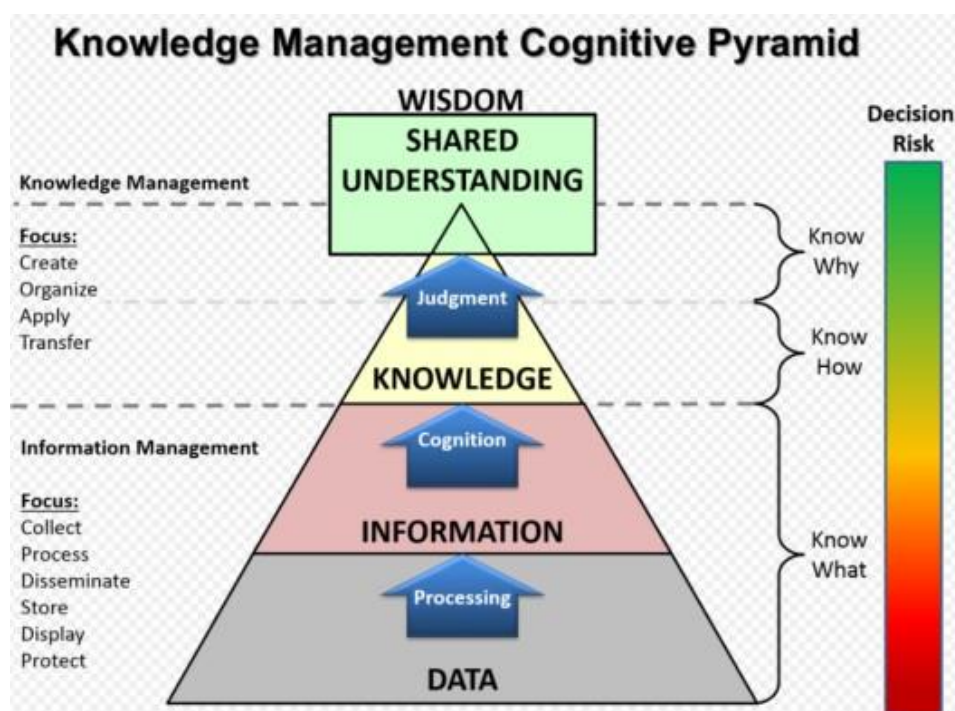 Knowledge Management Cognitive Pyramid
WISDOM
SHARED
UNDERSTANDING
Decision
Risk
Knowledge Management
Focus:
Create
Organize
Apply
Transfer
Judgment
KNOWLEDGE
Know
Why
Know
How
Information Management
Focus:
Collect
Process
Disseminate
Store
Display
Protect
Cognition
INFORMATION
Processing
DATA
Know
What